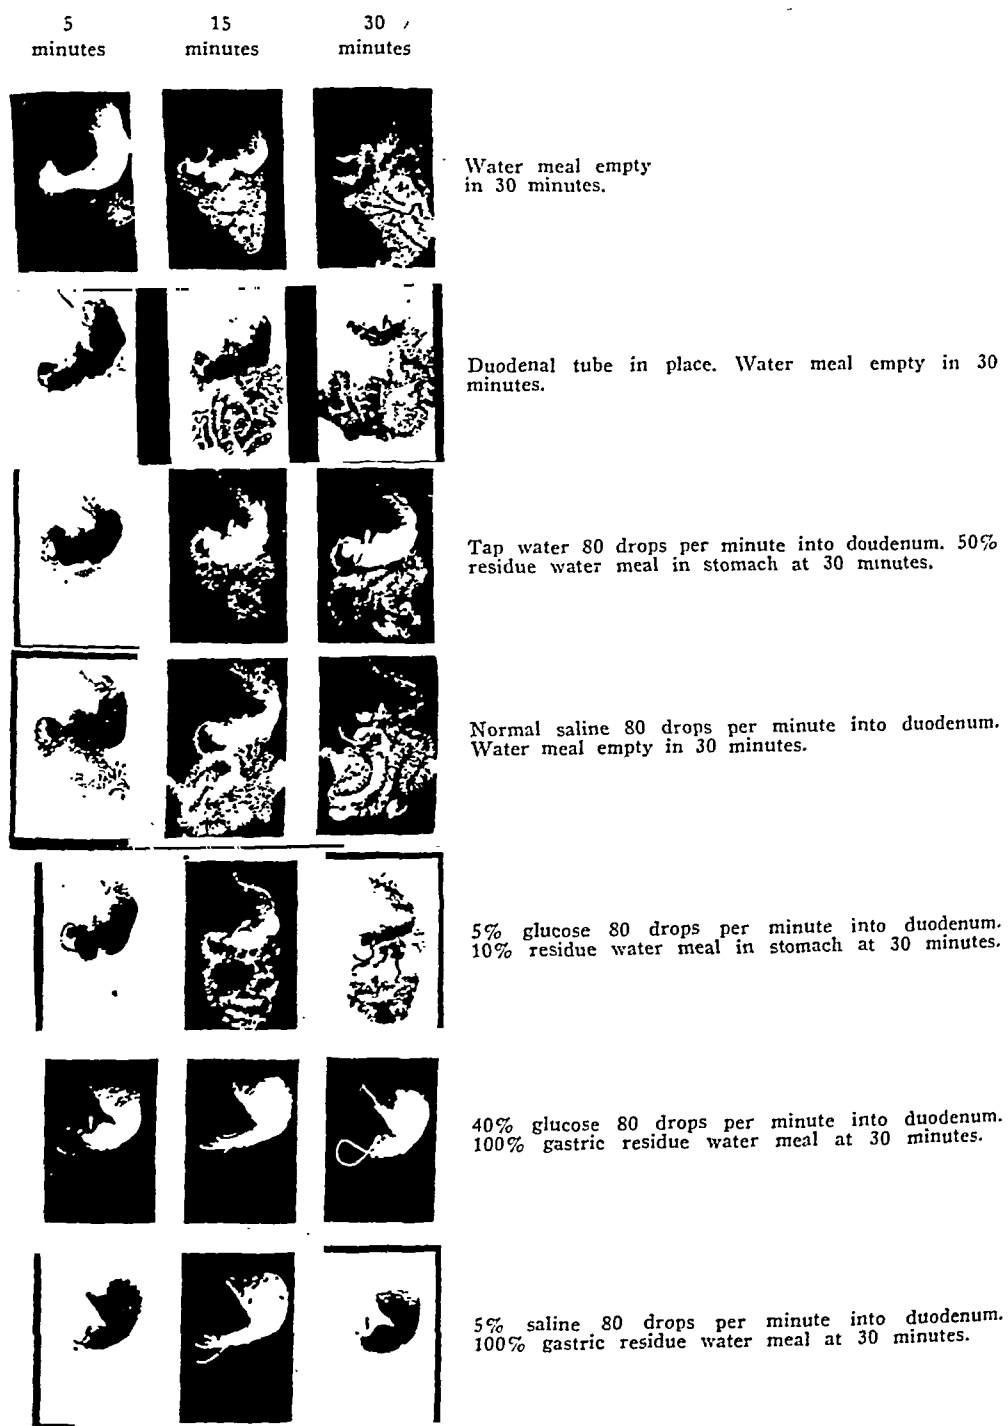 5 15 30
minutes minutes minutes
Water meal empty
in 30 minutes.
Duodenal tube in place. Water meal empty in 30
minutes.
Tap water 80 drops per minute into doudenum. 50%
residue water meal in stomach at 30 minutes.
Normal saline 80 drops per minute into duodenum.
Water meal empty in 30 minutes.
5% glucose 80 drops per minute into duodenum.
10% residue water meal in stomach at 30 minutes.
40% glucose 80 drops per minute into duodenum.
100% gastric residue water meal at 30 minutes.
5% saline 80 drops per minute into duodenum.
100% gastric residue water meal at 30 minutes.